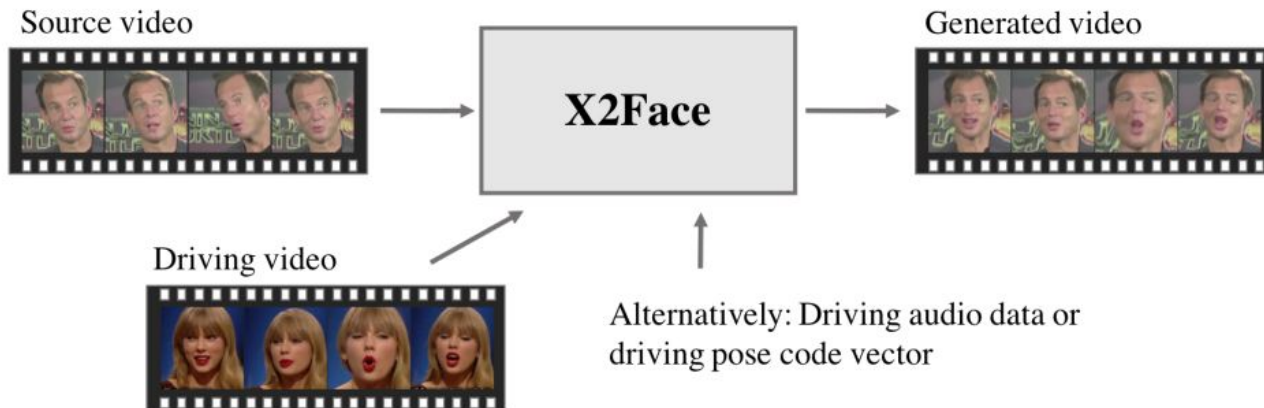 Source video
Generated video
X2Face
Driving video
Alternatively: Driving audio data or
driving pose code vector